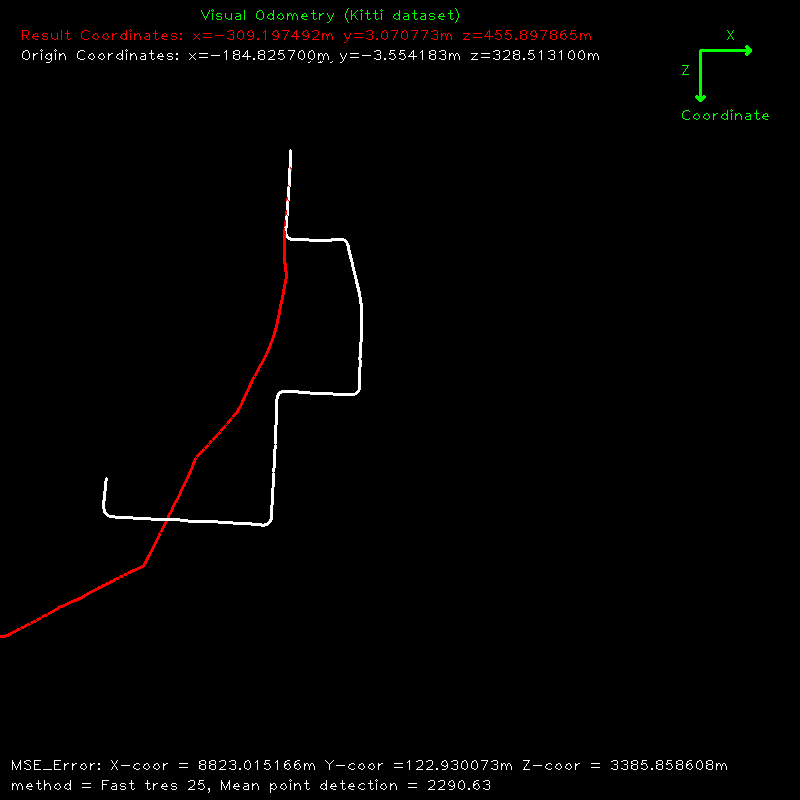 Visual Odometry (Kitti dataset)
Result Coordinates: x=-309.197492m y=3.070773m z=455.897865m
Origin Coordinates: x=-184.825700m y=-3.554183m z=328.513100m
X
Z
Coordinate
MSE_Error: X-coor = 8823.015166m Y-coor =122.930073m Z-coor = 3385.858608m
method = Fast tres 25, Mean point detection = 2290.63